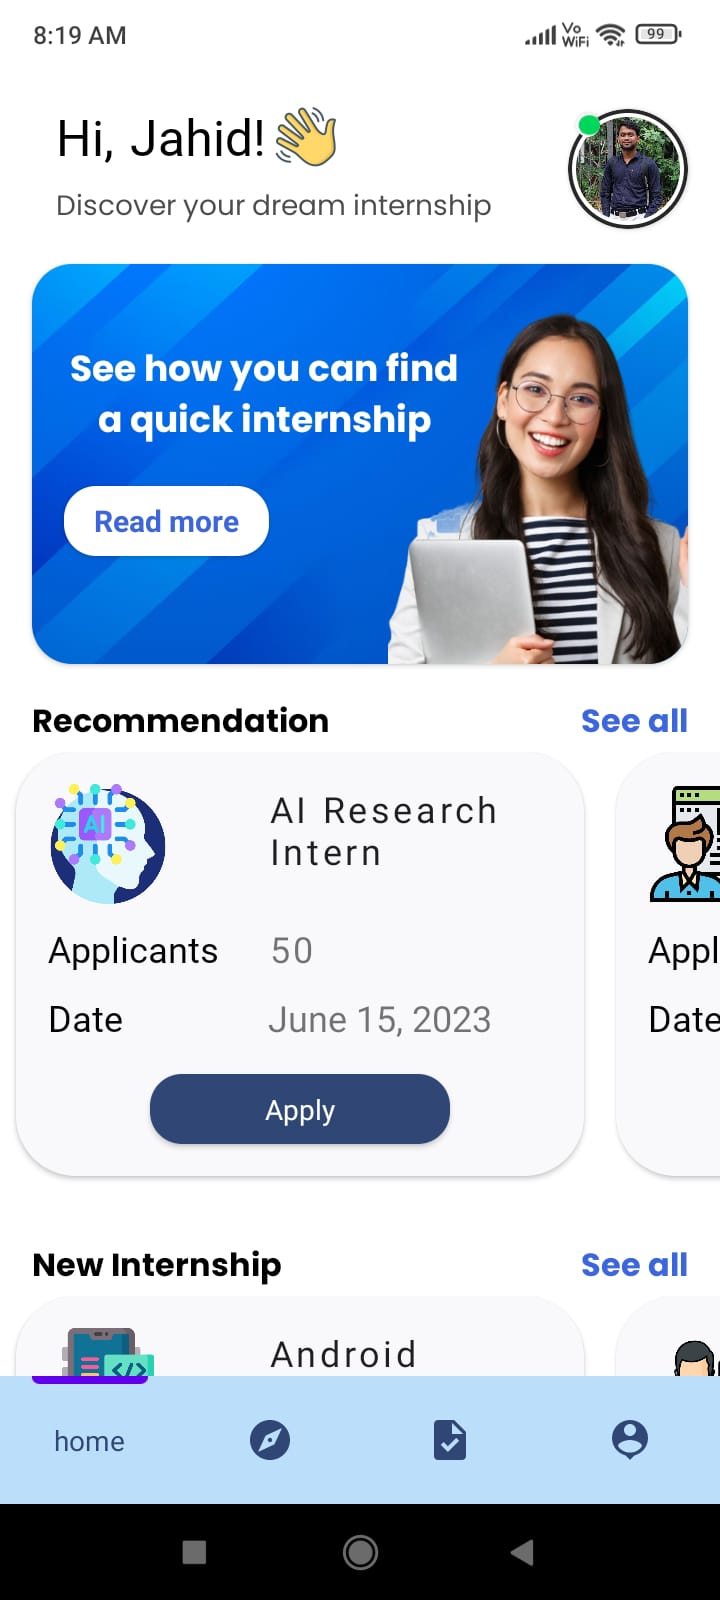 8:19 AM
Vo
WiFi
99
Hi, Jahid!👋
Discover your dream internship
See how you can find
a quick internship
Read more
Recommendation
See all
AI
AI Research
Intern
Applicants
50
Appl
Date
June 15, 2023
Date
Apply
New Internship
See all
Android
</>
home